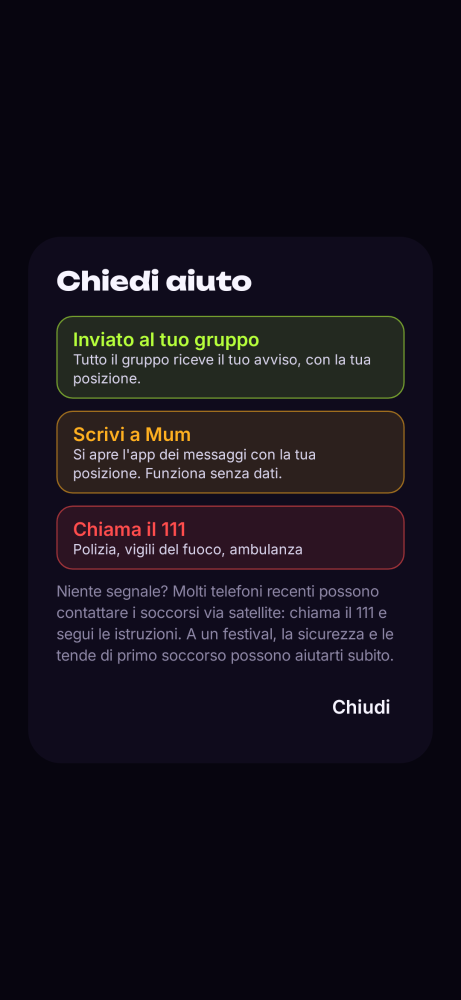 Chiedi aiuto
Inviato al tuo gruppo
Tutto il gruppo riceve il tuo avviso, con la tua
posizione.
Scrivi a Mum
Si apre l'app dei messaggi con la tua
posizione. Funziona senza dati.
Chiama il 111
Polizia, vigili del fuoco, ambulanza
Niente segnale? Molti telefoni recenti possono
contattare i soccorsi via satellite: chiama il 111 e
segui le istruzioni. A un festival, la sicurezza e le
tende di primo soccorso possono aiutarti subito.
Chiudi